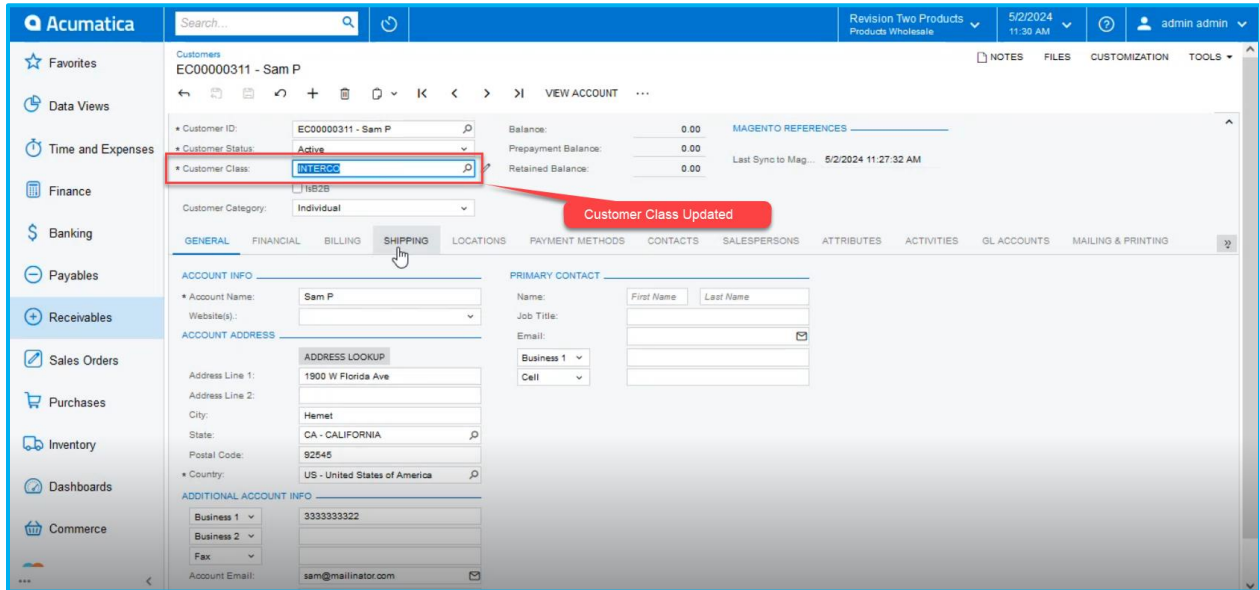 Acumatica
Search...
Revision Two Products
Products Wholesale
5/2/2024
11:30 AM
admin admin
Favorites
Data Views
Time and Expenses
Finance
Banking
Payables
Receivables
Sales Orders
Purchases
Inventory
Dashboards
Commerce
Customers
EC00000311 - Sam P
NOTES FILES CUSTOMIZATION TOOLS
VIEW ACCOUNT ...
* Customer ID: EC00000311 - Sam P
* Customer Status: Active
* Customer Class: INTERCO
IsB2B
Customer Category: Individual
Balance: 0.00
Prepayment Balance: 0.00
Retained Balance: 0.00
MAGENTO REFERENCES
Last Sync to Mag... 5/2/2024 11:27:32 AM
Customer Class Updated
GENERAL FINANCIAL BILLING SHIPPING LOCATIONS PAYMENT METHODS CONTACTS SALESPERSONS ATTRIBUTES ACTIVITIES GL ACCOUNTS MAILING & PRINTING
ACCOUNT INFO
* Account Name: Sam P
Website(s).:
ACCOUNT ADDRESS
ADDRESS LOOKUP
Address Line 1: 1900 W Florida Ave
Address Line 2:
City: Hemet
State: CA - CALIFORNIA
Postal Code: 92545
* Country: US - United States of America
ADDITIONAL ACCOUNT INFO
Business 1 3333333322
Business 2
Fax
Account Email: sam@mailinator.com
PRIMARY CONTACT
Name: First Name Last Name
Job Title:
Email:
Business 1
Cell